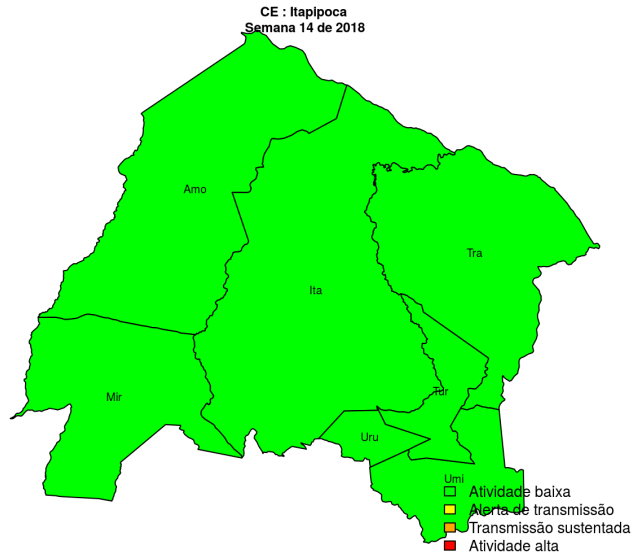 CE : Itapipoca
Semana 14 de 2018
Amo
Tra
Ita
Mir
Tur
Uru
Umi
Atividade baixa
Alerta de transmissão
Transmissão sustentada
Atividade alta